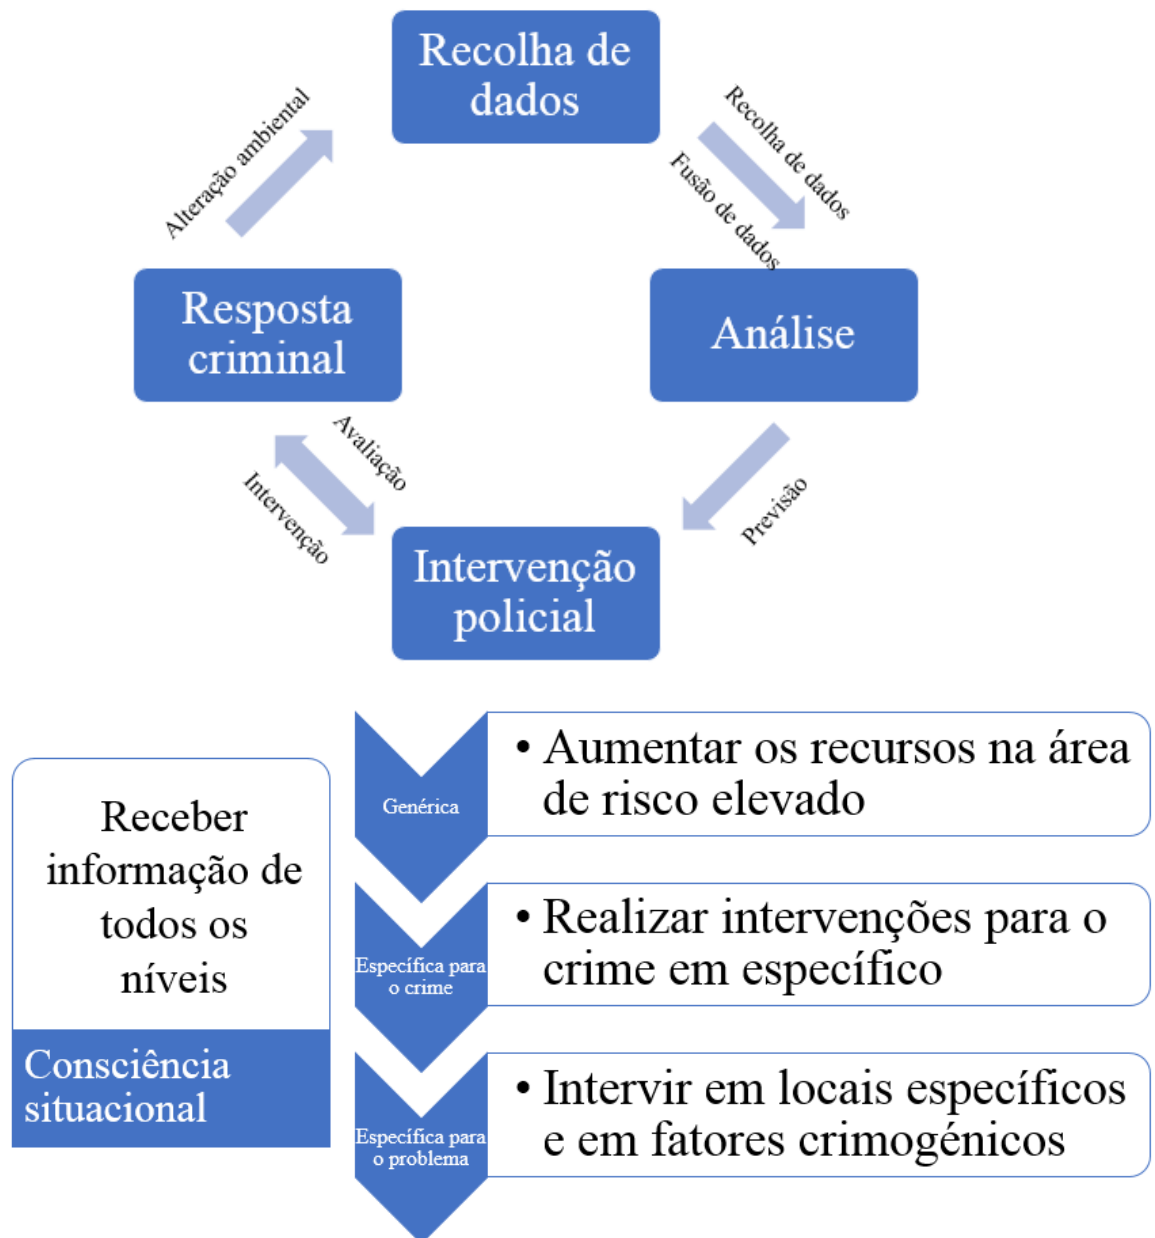 Recolha de
dados
Alteração ambiental
Recolha de dados
Fusão de dados
Resposta
criminal
Análise
Avaliação
Intervenção
Previsão
Intervenção
policial
Receber
informação de
todos os
níveis
Consciência
situacional
Genérica
• Aumentar os recursos na área
de risco elevado
Específica para
o crime
• Realizar intervenções para o
crime em específico
Específica para
o problema
• Intervir em locais específicos
e em fatores crimogénicos